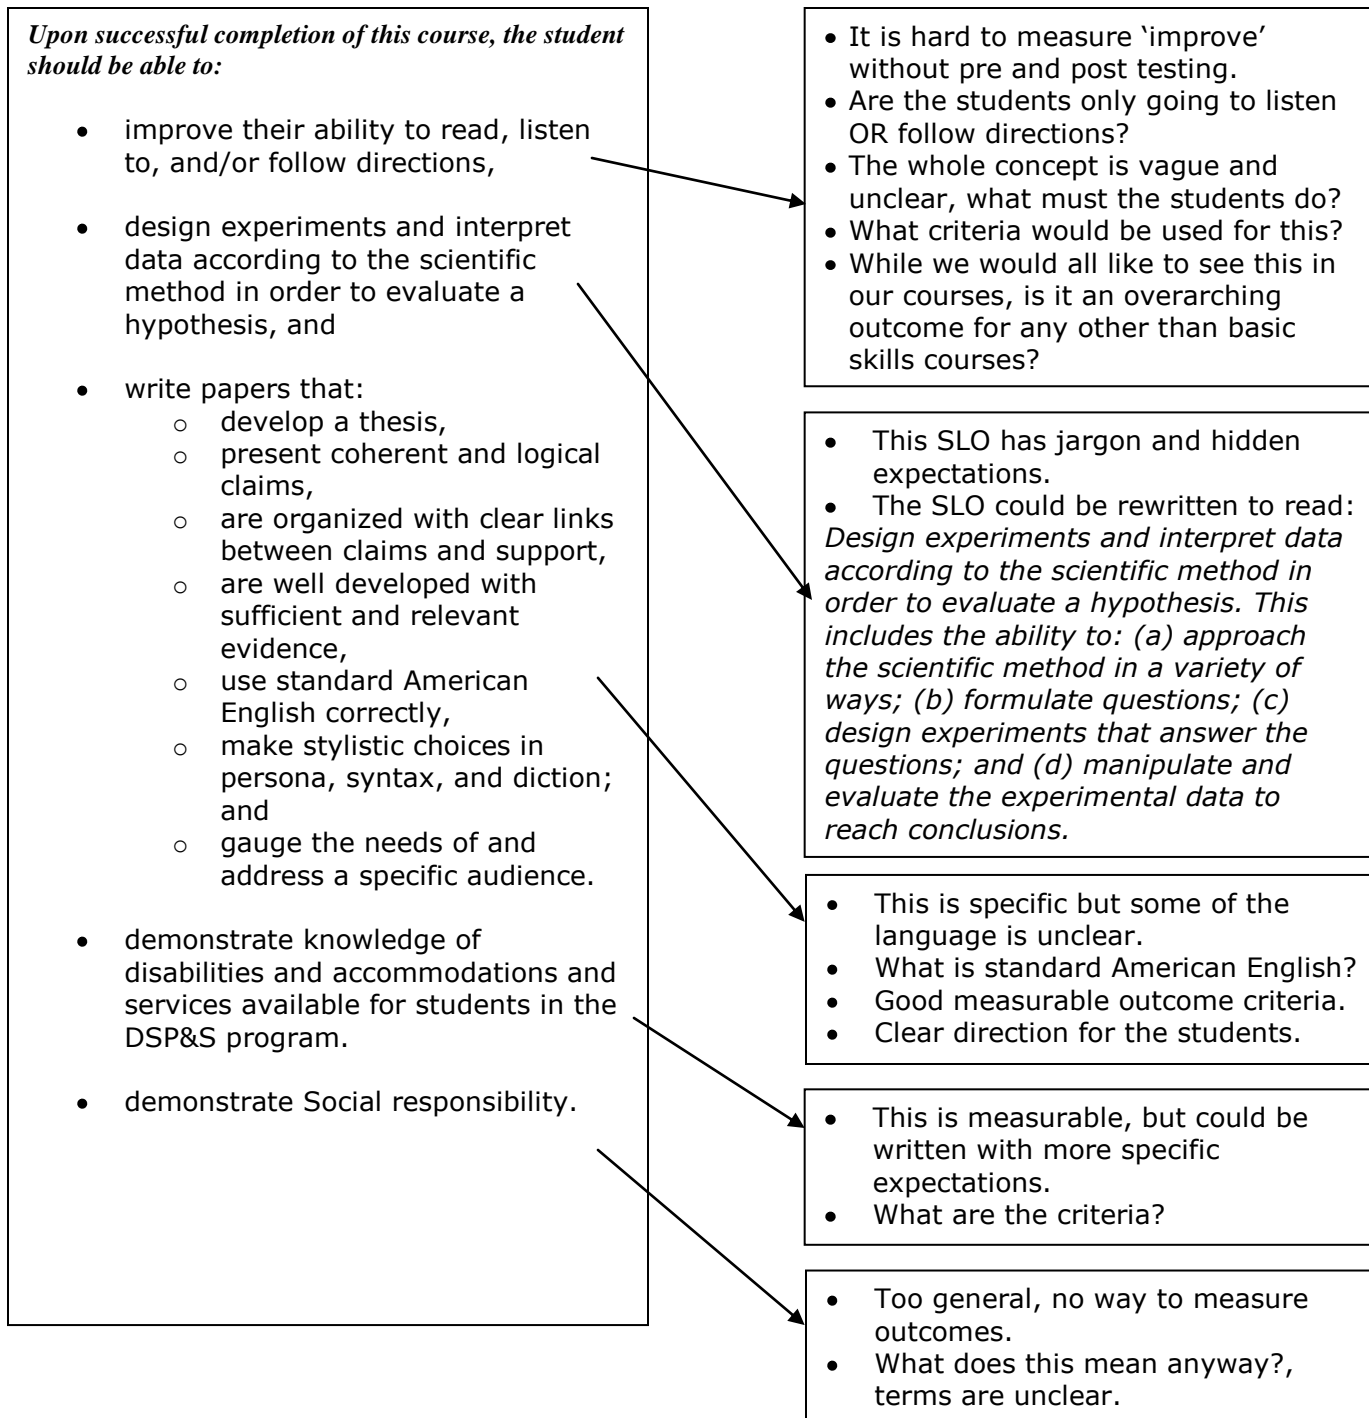 Upon successful completion of this course, the student
should be able to:
• improve their ability to read, listen
to, and/or follow directions,
• design experiments and interpret
data according to the scientific
method in order to evaluate a
hypothesis, and
• write papers that:
o develop a thesis,
o present coherent and logical
claims,
o are organized with clear links
between claims and support,
o are well developed with
sufficient and relevant
evidence,
o use standard American
English correctly,
o make stylistic choices in
persona, syntax, and diction;
and
o gauge the needs of and
address a specific audience.
• demonstrate knowledge of
disabilities and accommodations and
services available for students in the
DSP&S program.
• demonstrate Social responsibility.
• It is hard to measure ‘improve’
without pre and post testing.
• Are the students only going to listen
OR follow directions?
• The whole concept is vague and
unclear, what must the students do?
• What criteria would be used for this?
• While we would all like to see this in
our courses, is it an overarching
outcome for any other than basic
skills courses?
• This SLO has jargon and hidden
expectations.
• The SLO could be rewritten to read:
Design experiments and interpret data
according to the scientific method in
order to evaluate a hypothesis. This
includes the ability to: (a) approach
the scientific method in a variety of
ways; (b) formulate questions; (c)
design experiments that answer the
questions; and (d) manipulate and
evaluate the experimental data to
reach conclusions.
• This is specific but some of the
language is unclear.
• What is standard American English?
• Good measurable outcome criteria.
• Clear direction for the students.
• This is measurable, but could be
written with more specific
expectations.
• What are the criteria?
• Too general, no way to measure
outcomes.
• What does this mean anyway?,
terms are unclear.